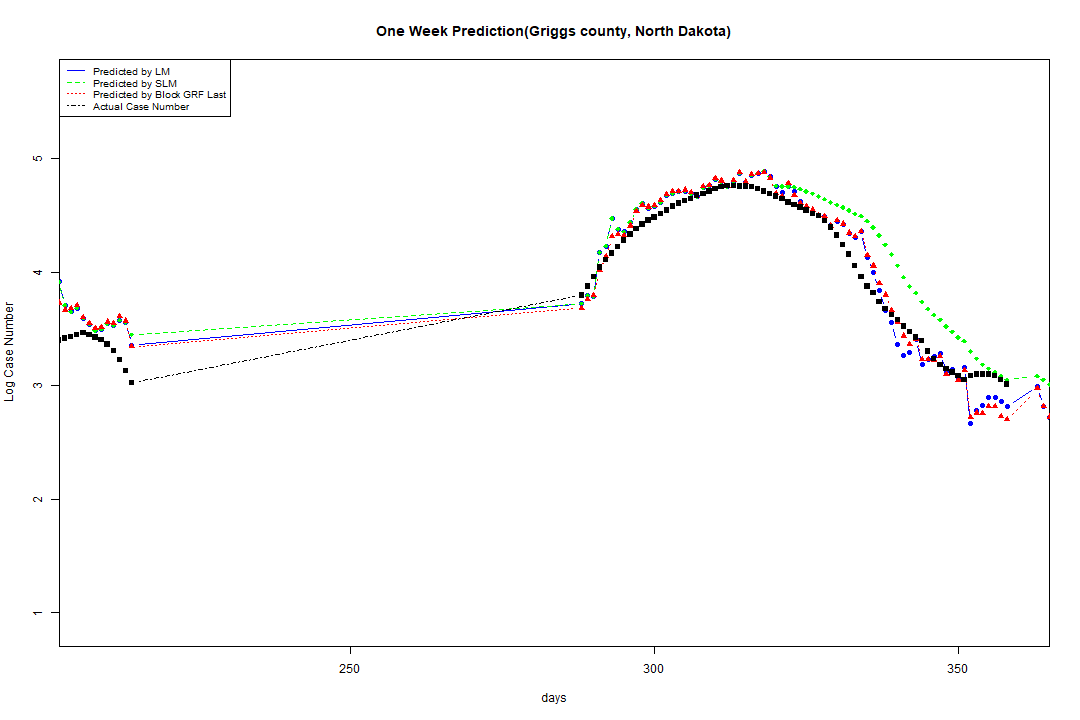 One Week Prediction(Griggs county, North Dakota)
Predicted by LM
Predicted by SLM
Predicted by Block GRF Last
Actual Case Number
5
4
3
2
1
Log Case Number
250 300 350
days